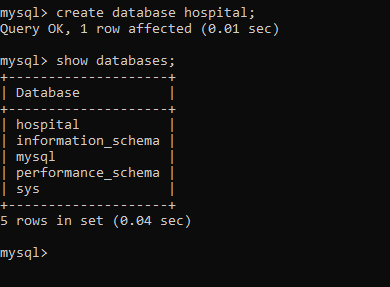 mysql> create database hospital;
Query OK, 1 row affected (0.01 sec)
mysql> show databases;
+--------------------+
| Database           |
+--------------------+
| hospital           |
| information_schema |
| mysql              |
| performance_schema |
| sys                |
+--------------------+
5 rows in set (0.04 sec)
mysql>